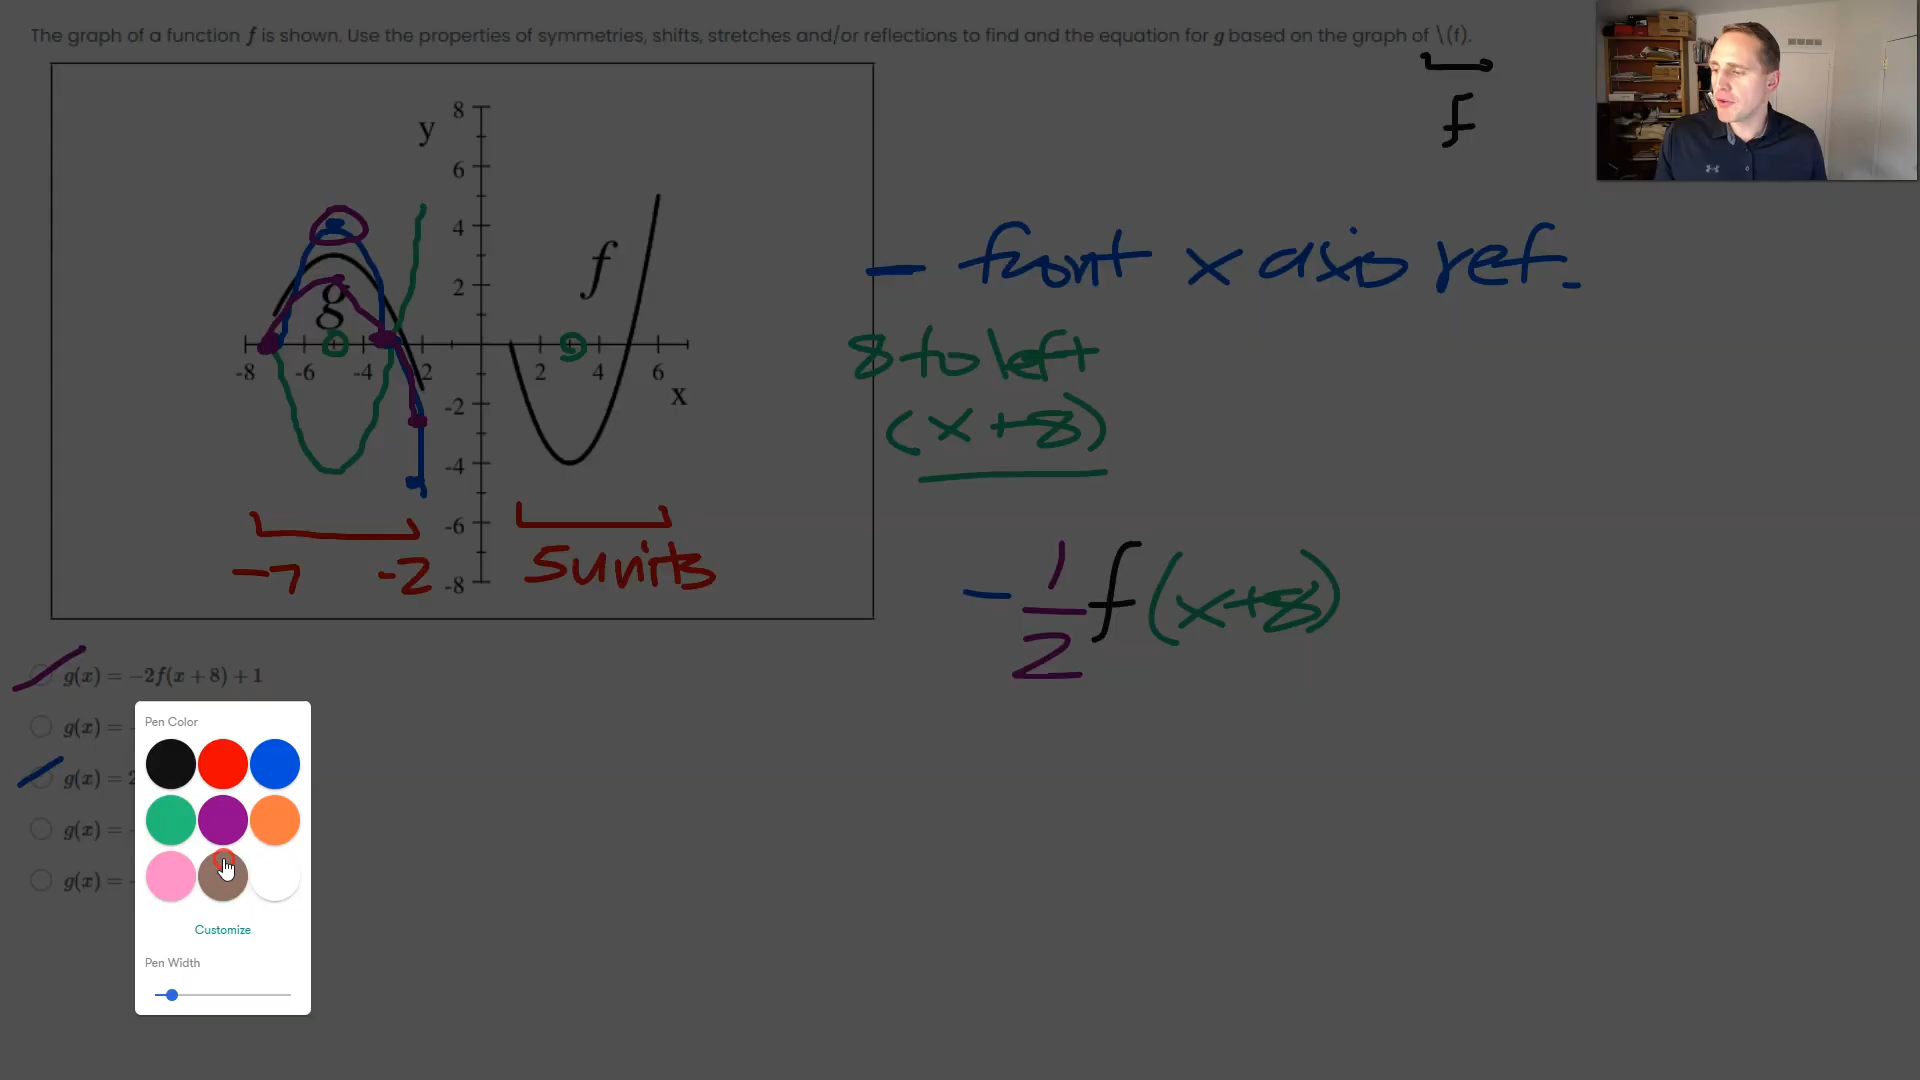 The graph of a function f is shown. Use the properties of symmetries, shifts, stretches and/or reflections to find and the equation for g based on the graph of \(f).
f
8
y
6
4
f
2
g
-8 -6 -4 2 2 4 6
x
-2
-4
-6
-8
-7 -2 5 units
- front x axis ref.
8 to left
(x+8)
-1/2 f(x+8)
g(x) = −2f(x + 8) + 1
g(x) =
g(x) = 2
g(x) =
g(x) =
Pen Color
Customize
Pen Width